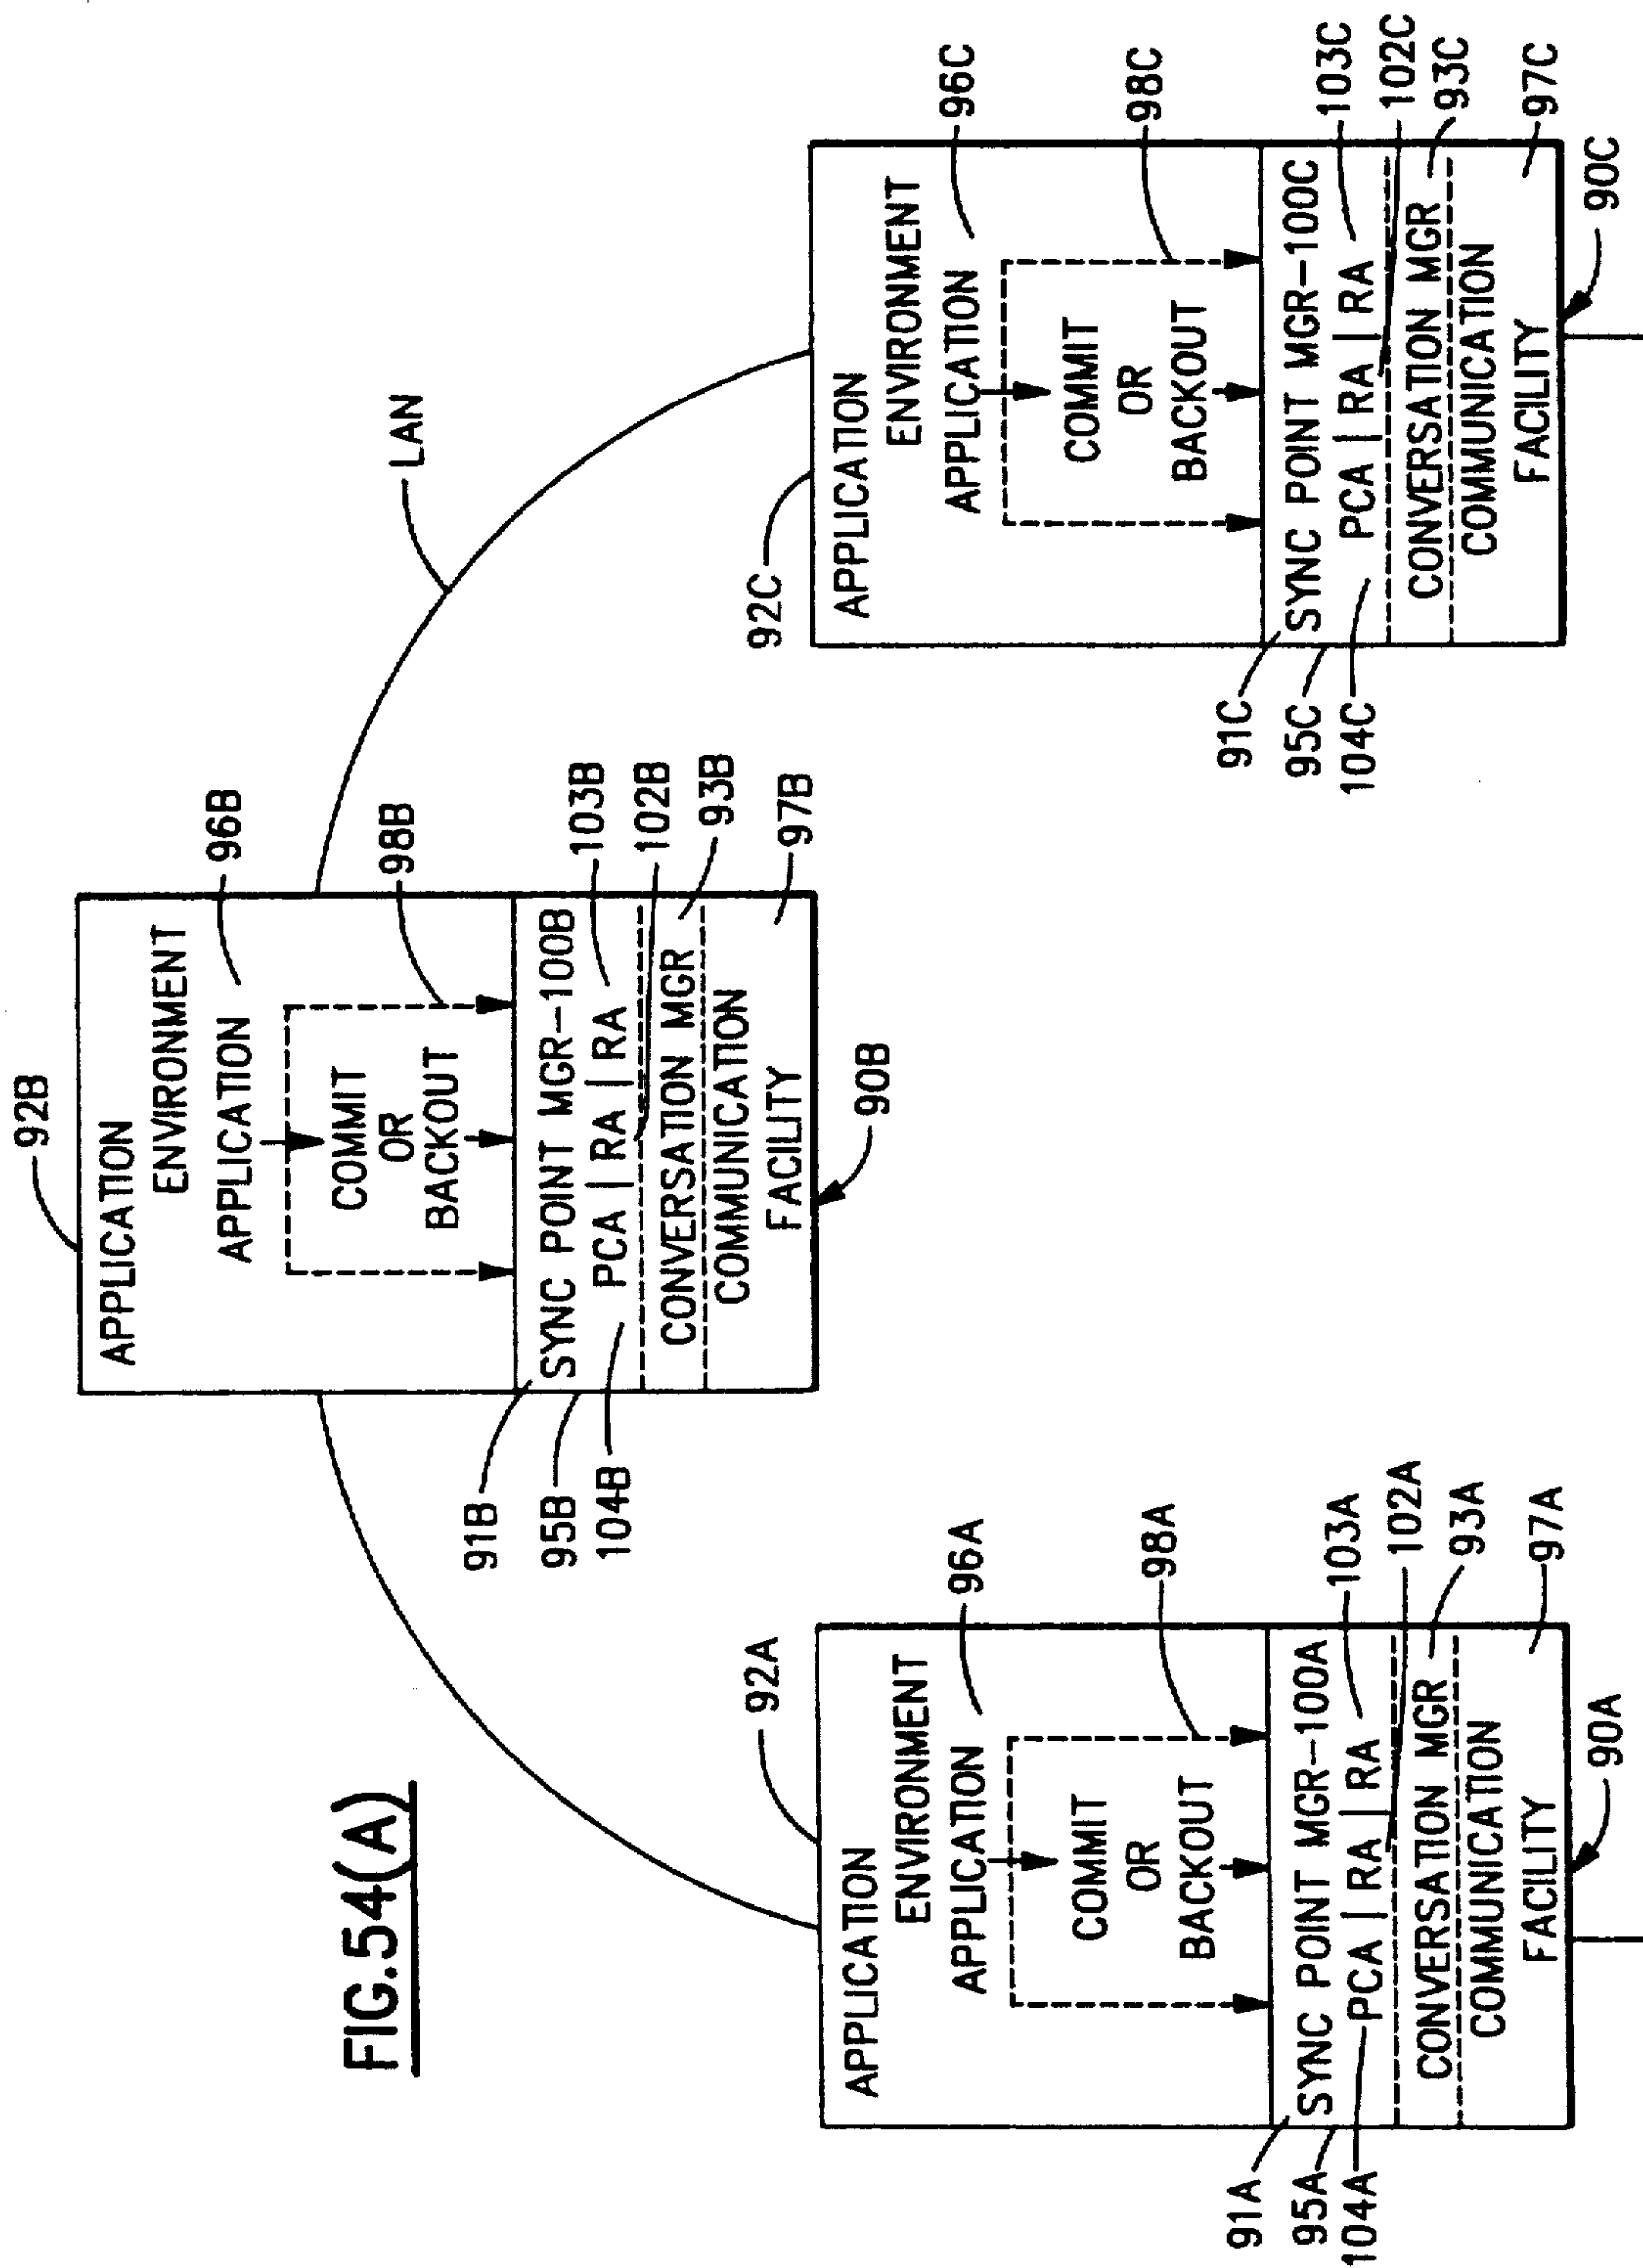 FIG.54(A)
LAN
92A
APPLICATION
ENVIRONMENT
APPLICATION
96A
COMMIT
OR
BACKOUT
98A
91A
SYNC POINT MGR-100A
95A
104A
PCA | RA | RA
103A
102A
CONVERSATION MGR
93A
COMMUNICATION
FACILITY
97A
90A
92B
APPLICATION
ENVIRONMENT
APPLICATION
96B
COMMIT
OR
BACKOUT
98B
91B
SYNC POINT MGR-100B
95B
104B
PCA | RA | RA
103B
102B
CONVERSATION MGR
93B
COMMUNICATION
FACILITY
97B
90B
92C
APPLICATION
ENVIRONMENT
APPLICATION
96C
COMMIT
OR
BACKOUT
98C
91C
SYNC POINT MGR-100C
95C
104C
PCA | RA | RA
103C
102C
CONVERSATION MGR
93C
COMMUNICATION
FACILITY
97C
90C